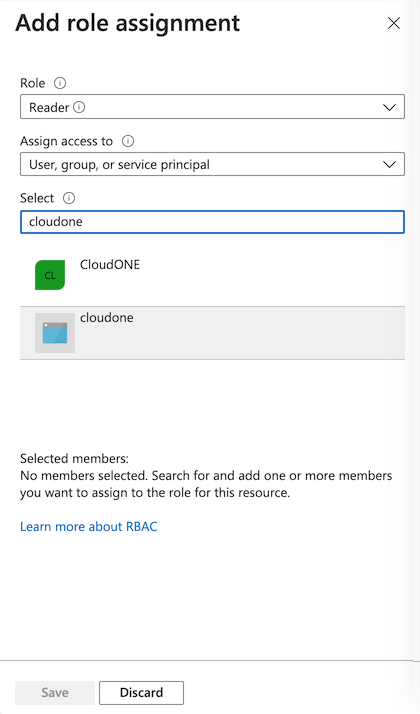 Add role assignment
Role
Reader
Assign access to
User, group, or service principal
Select
cloudone
CL
CloudONE
cloudone
Selected members:
No members selected. Search for and add one or more members
you want to assign to the role for this resource.
Learn more about RBAC
Save
Discard